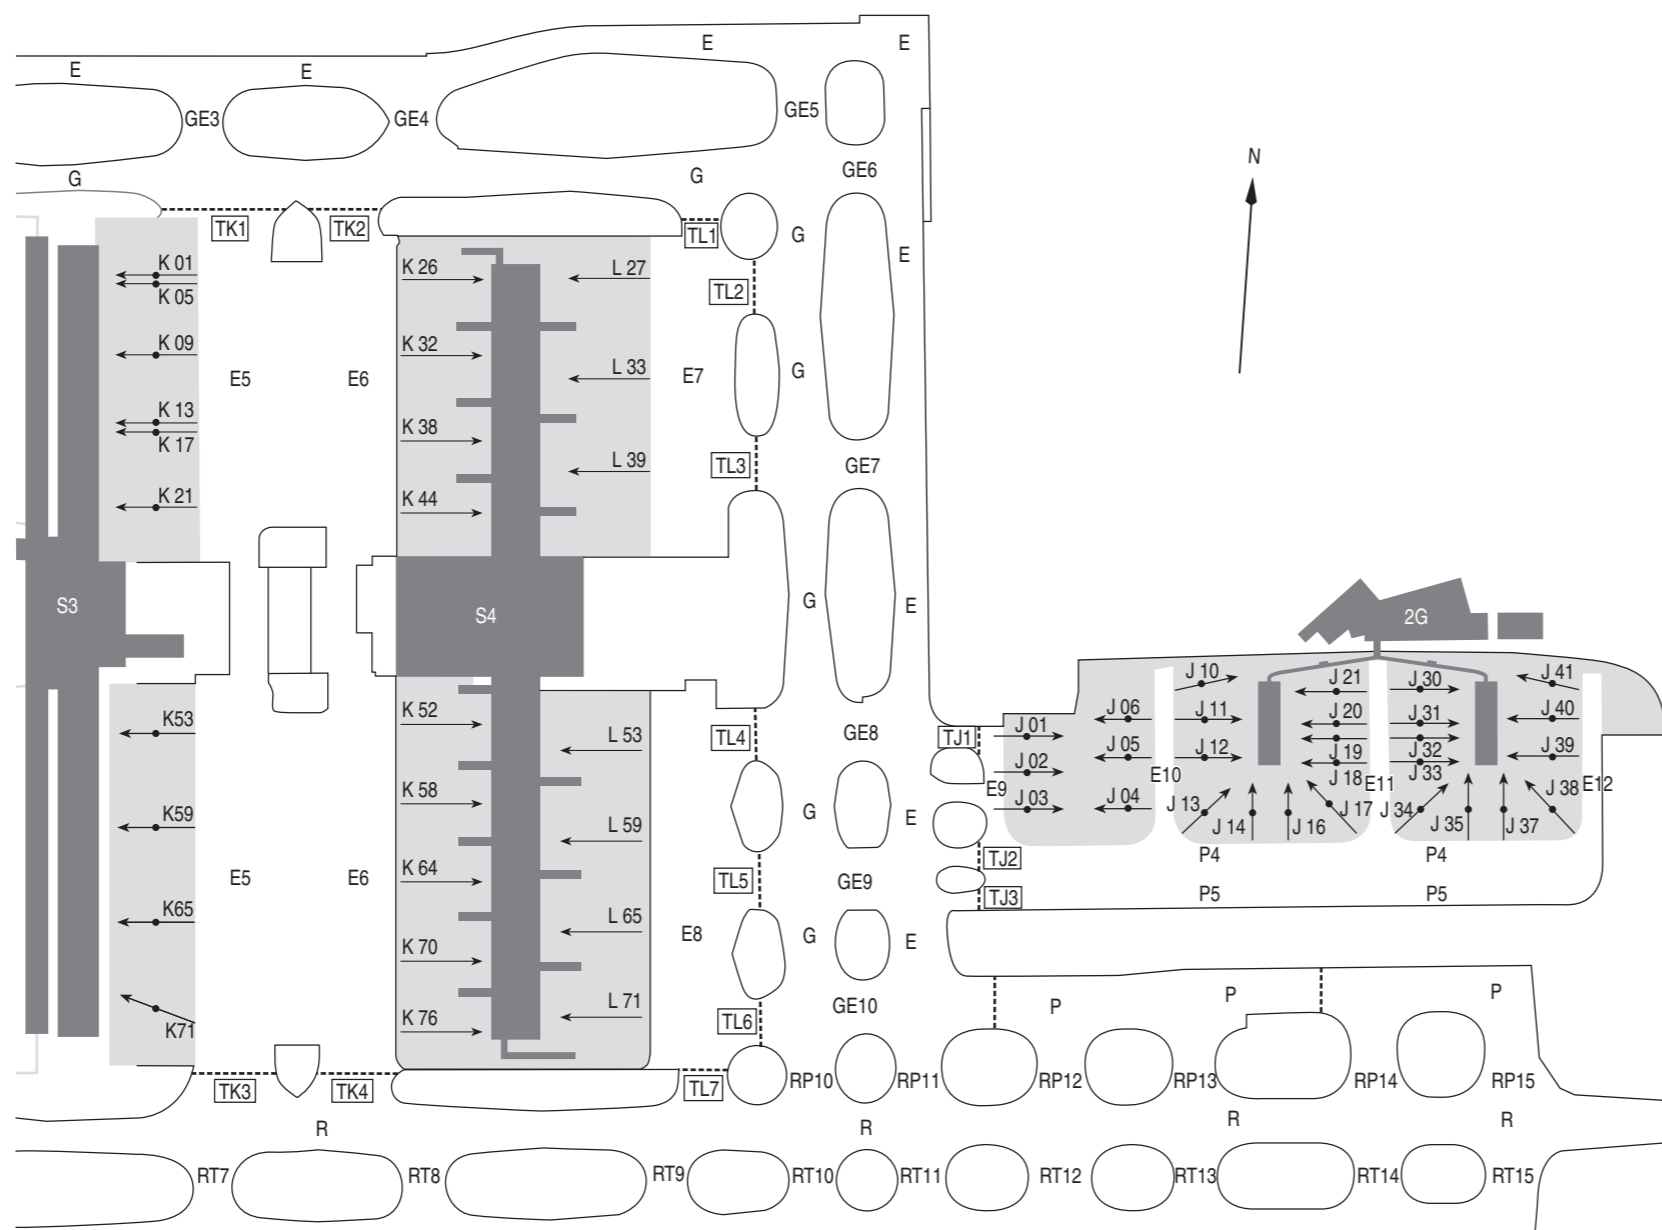 E E
E E
GE3 GE4 GE5
GE6
N
G G
TK1 TK2 TL1 G
K 01 K 26 L 27 E
K 05 TL2
K 09 K 32 L 33 G
E5 E6 E7
K 13 K 38 L 39
K 17 TL3 GE7
K 21 K 44
S3 S4 G E 2G
J 10 J 21 J 30 J 41
K53 K 52 L 53 TL4 GE8 TJ1 J 01 J 06 J 11 J 20 J 31 J 40
J 02 J 05 J 12 J 19 J 32 J 39
E9 E10 J 18 E11 J 33 E12
K59 K 58 L 59 G E J 03 J 04 J 13 J 17 J 34 J 38
J 14 J 16 J 35 J 37
TJ2 P4 P4
E5 E6 K 64 TL5 GE9
TJ3 P5 P5
K65 K 70 L 65 E8 G E
K71 K 76 L 71 TL6 GE10 P P P
TK3 TK4 TL7 RP10 RP11 RP12 RP13 RP14 RP15
R R R R
RT7 RT8 RT9 RT10 RT11 RT12 RT13 RT14 RT15